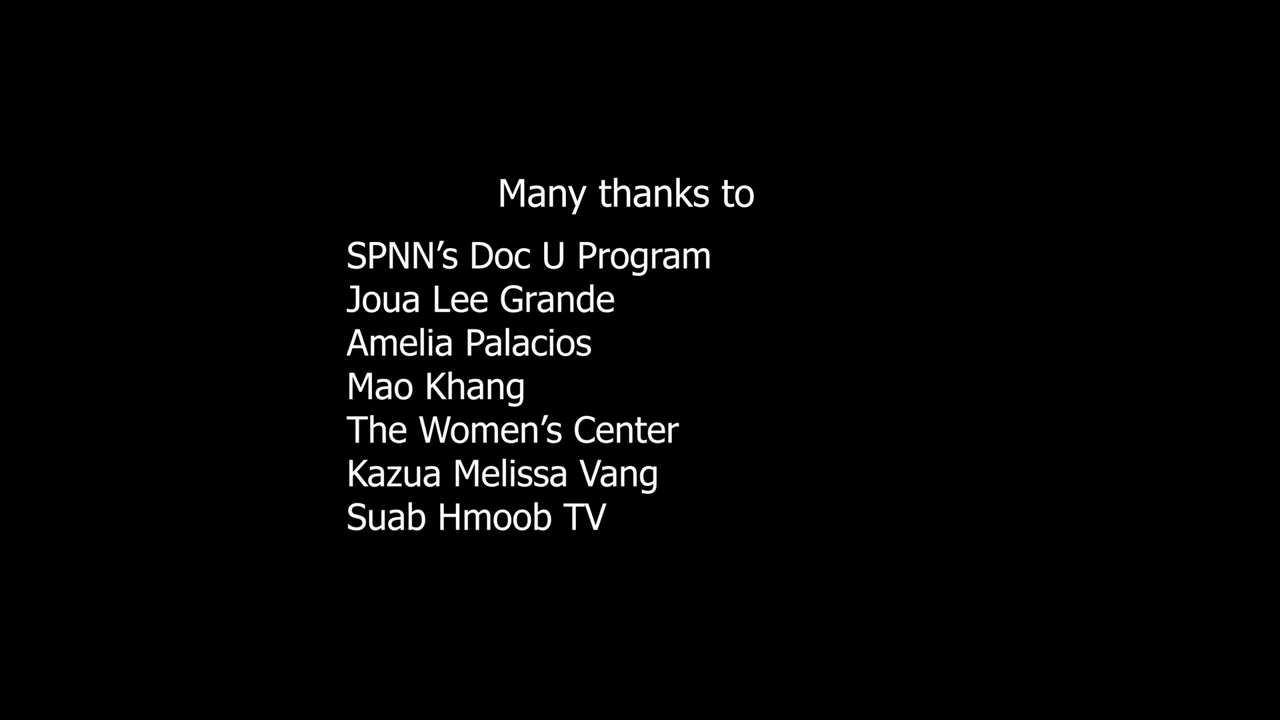 Many thanks to
SPNN’s Doc U Program
Joua Lee Grande
Amelia Palacios
Mao Khang
The Women’s Center
Kazua Melissa Vang
Suab Hmoob TV